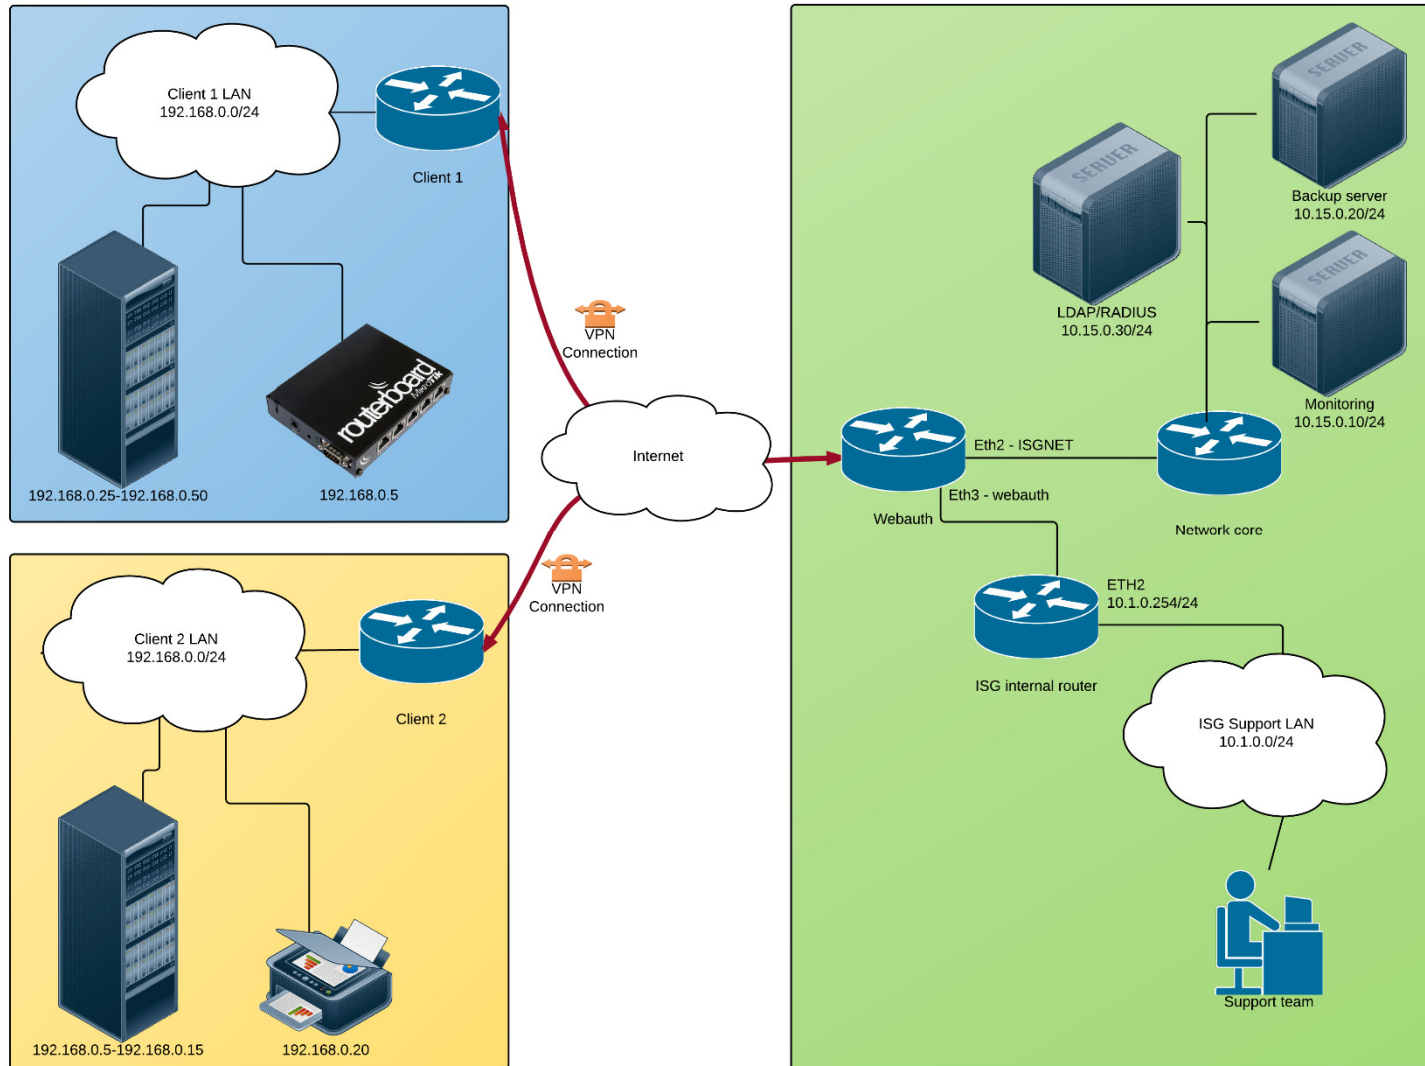 Client 1 LAN
192.168.0.0/24
Client 1
routerboard
MikroTik
192.168.0.25-192.168.0.50
192.168.0.5
VPN
Connection
Internet
VPN
Connection
Client 2 LAN
192.168.0.0/24
Client 2
192.168.0.5-192.168.0.15
192.168.0.20
SERVER
Backup server
10.15.0.20/24
SERVER
LDAP/RADIUS
10.15.0.30/24
SERVER
Monitoring
10.15.0.10/24
Eth2 - ISGNET
Eth3 - webauth
Webauth
Network core
ETH2
10.1.0.254/24
ISG internal router
ISG Support LAN
10.1.0.0/24
Support team